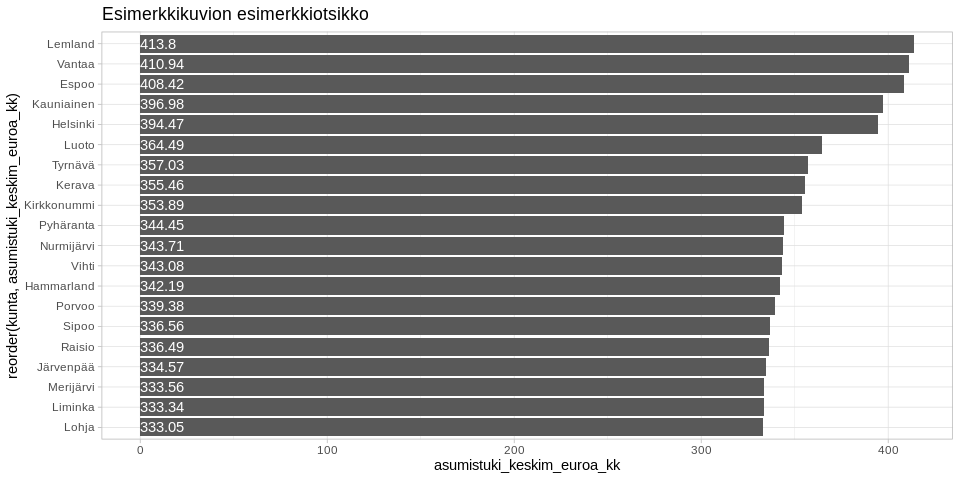 Esimerkkikuvion esimerkkiotsikko
reorder(kunta, asumistuki_keskim_euroa_kk)
Lemland 413.8
Vantaa 410.94
Espoo 408.42
Kauniainen 396.98
Helsinki 394.47
Luoto 364.49
Tyrnävä 357.03
Kerava 355.46
Kirkkonummi 353.89
Pyhäranta 344.45
Nurmijärvi 343.71
Vihti 343.08
Hammarland 342.19
Porvoo 339.38
Sipoo 336.56
Raisio 336.49
Järvenpää 334.57
Merijärvi 333.56
Liminka 333.34
Lohja 333.05
0 100 200 300 400
asumistuki_keskim_euroa_kk